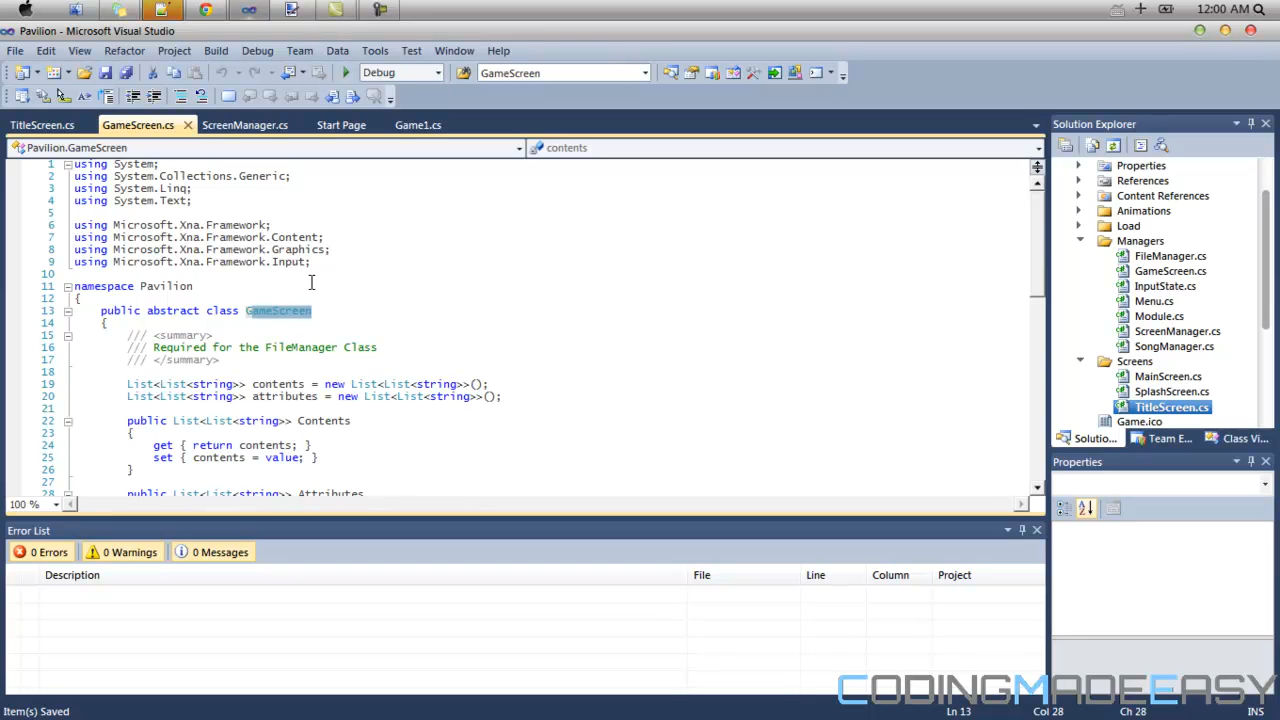 12:00 AM
Pavilion - Microsoft Visual Studio
File Edit View Refactor Project Build Debug Team Data Tools Test Window Help
Debug GameScreen
TitleScreen.cs GameScreen.cs ScreenManager.cs Start Page Game1.cs
Pavilion.GameScreen contents
1 using System;
2 using System.Collections.Generic;
3 using System.Linq;
4 using System.Text;
5
6 using Microsoft.Xna.Framework;
7 using Microsoft.Xna.Framework.Content;
8 using Microsoft.Xna.Framework.Graphics;
9 using Microsoft.Xna.Framework.Input;
10
11 namespace Pavilion
12 {
13 public abstract class GameScreen
14 {
15 /// <summary>
16 /// Required for the FileManager Class
17 /// </summary>
18
19 List<List<string>> contents = new List<List<string>>();
20 List<List<string>> attributes = new List<List<string>>();
21
22 public List<List<string>> Contents
23 {
24 get { return contents; }
25 set { contents = value; }
26 }
27
28 public List<List<string>> Attributes
100 %
Solution Explorer
Properties
References
Content References
Animations
Load
Managers
FileManager.cs
GameScreen.cs
InputState.cs
Menu.cs
Module.cs
ScreenManager.cs
SongManager.cs
Screens
MainScreen.cs
SplashScreen.cs
TitleScreen.cs
Game.ico
Solutio... Team E... Class Vi...
Properties
Error List
0 Errors 0 Warnings 0 Messages
Description File Line Column Project
CODINGMADEEASY
Item(s) Saved Ln 13 Col 28 Ch 28 INS